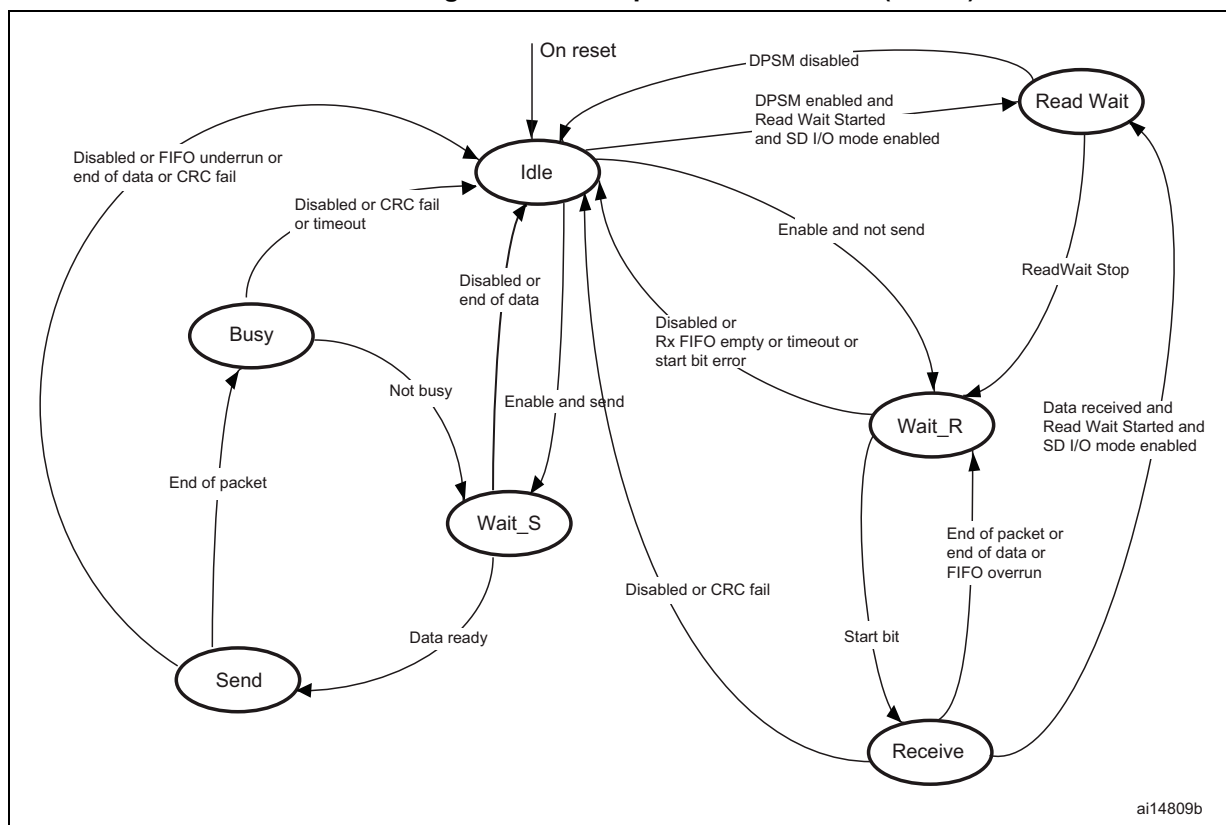 On reset
DPSM disabled
Read Wait
DPSM enabled and
Read Wait Started
and SD I/O mode enabled
Disabled or FIFO underrun or
end of data or CRC fail
Idle
Disabled or CRC fail
or timeout
Enable and not send
Disabled or
end of data
ReadWait Stop
Busy
Disabled or
Rx FIFO empty or timeout or
start bit error
Not busy
Enable and send
Wait_R
Data received and
Read Wait Started and
SD I/O mode enabled
End of packet
Wait_S
End of packet or
end of data or
FIFO overrun
Disabled or CRC fail
Data ready
Start bit
Send
Receive
ai14809b